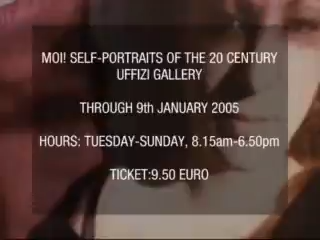 MOI! SELF-PORTRAITS OF THE 20 CENTURY
UFFIZI GALLERY
THROUGH 9th JANUARY 2005
HOURS: TUESDAY-SUNDAY, 8.15am-6.50pm
TICKET:9.50 EURO